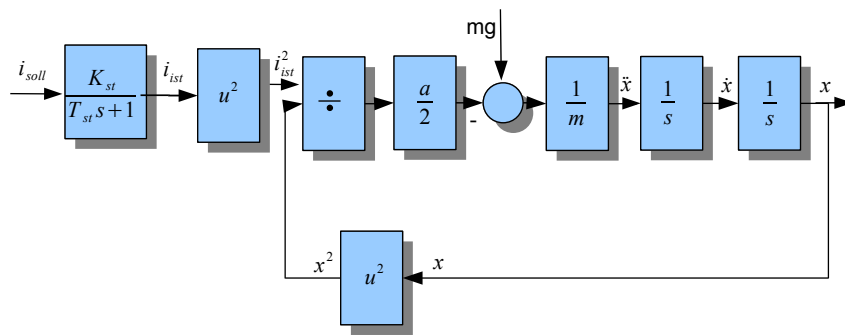 mg
i_soll
K_st
T_st s+1
i_ist
u²
i²_ist
÷
a
2
-
1
m
ẍ
1
s
ẋ
1
s
x
x²
u²
x